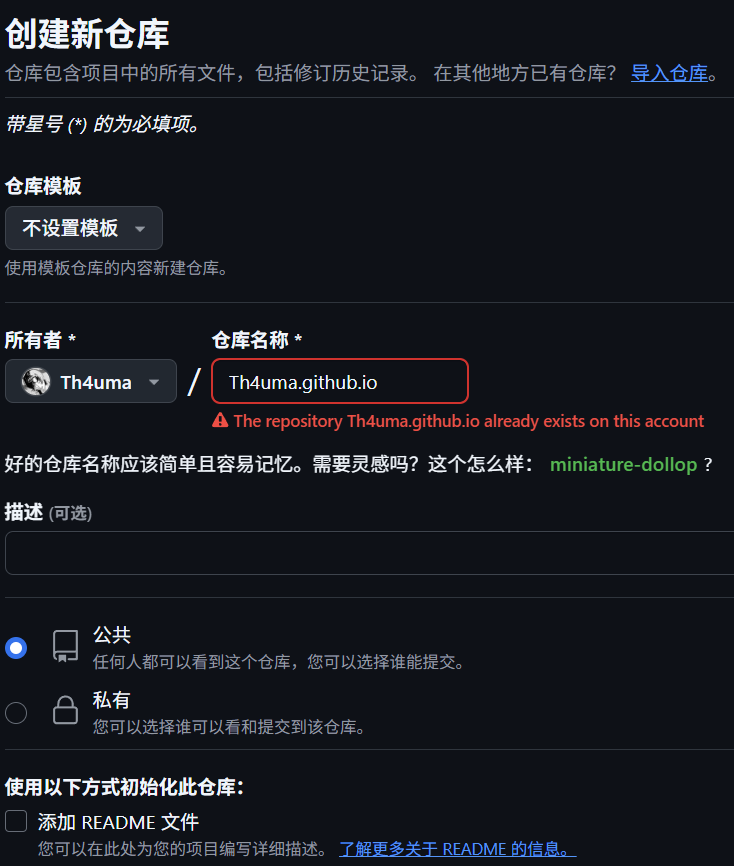 创建新仓库
仓库包含项目中的所有文件，包括修订历史记录。 在其他地方已有仓库？ 导入仓库。
带星号 (*) 的为必填项。
仓库模板
不设置模板
使用模板仓库的内容新建仓库。
所有者 * 仓库名称 *
Th4uma / Th4uma.github.io
The repository Th4uma.github.io already exists on this account
好的仓库名称应该简单且容易记忆。需要灵感吗？这个怎么样： miniature-dollop ?
描述 (可选)
公共
任何人都可以看到这个仓库，您可以选择谁能提交。
私有
您可以选择谁可以看和提交到该仓库。
使用以下方式初始化此仓库：
添加 README 文件
您可以在此处为您的项目编写详细描述。 了解更多关于 README 的信息。